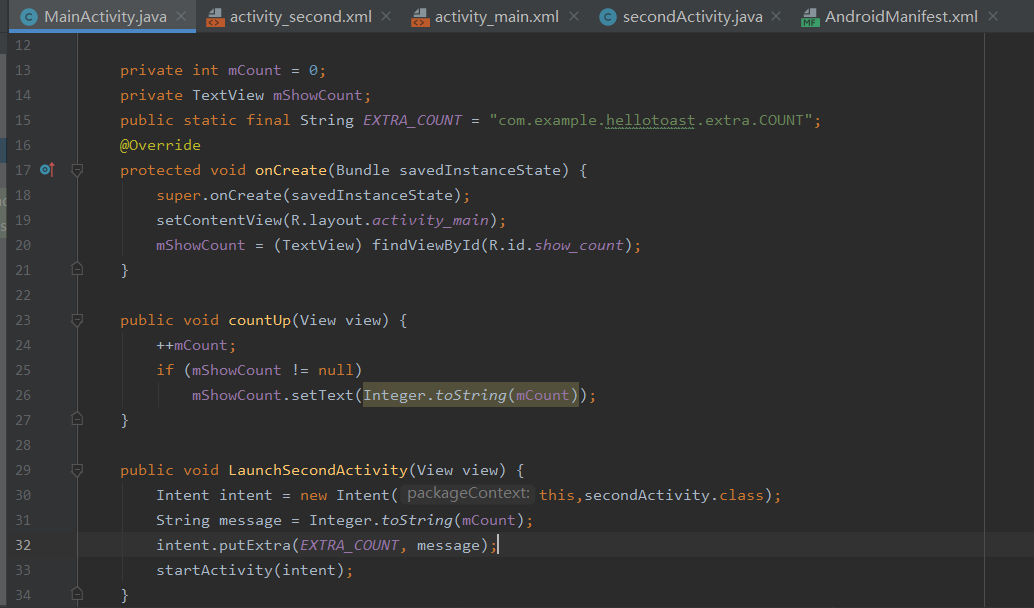 MainActivity.java activity_second.xml activity_main.xml secondActivity.java AndroidManifest.xml
12
13 private int mCount = 0;
14 private TextView mShowCount;
15 public static final String EXTRA_COUNT = "com.example.hellotoast.extra.COUNT";
16 @Override
17 protected void onCreate(Bundle savedInstanceState) {
18 super.onCreate(savedInstanceState);
19 setContentView(R.layout.activity_main);
20 mShowCount = (TextView) findViewById(R.id.show_count);
21 }
22
23 public void countUp(View view) {
24 ++mCount;
25 if (mShowCount != null)
26 mShowCount.setText(Integer.toString(mCount));
27 }
28
29 public void LaunchSecondActivity(View view) {
30 Intent intent = new Intent( packageContext: this,secondActivity.class);
31 String message = Integer.toString(mCount);
32 intent.putExtra(EXTRA_COUNT, message);
33 startActivity(intent);
34 }